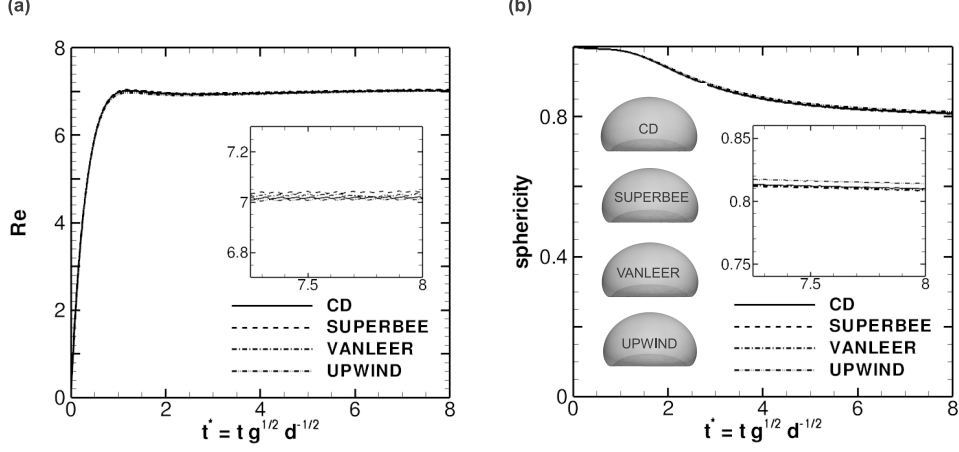 (a)
Re
8
7
6
4
2
0
0
2
4
6
8
7.2
7
6.8
7.5
8
CD
SUPERBEE
VANLEER
UPWIND
t* = t g^1/2 d^-1/2
(b)
sphericity
0.8
0.4
0
0
2
4
6
8
CD
SUPERBEE
VANLEER
UPWIND
0.85
0.8
0.75
7.5
8
CD
SUPERBEE
VANLEER
UPWIND
t* = t g^1/2 d^-1/2